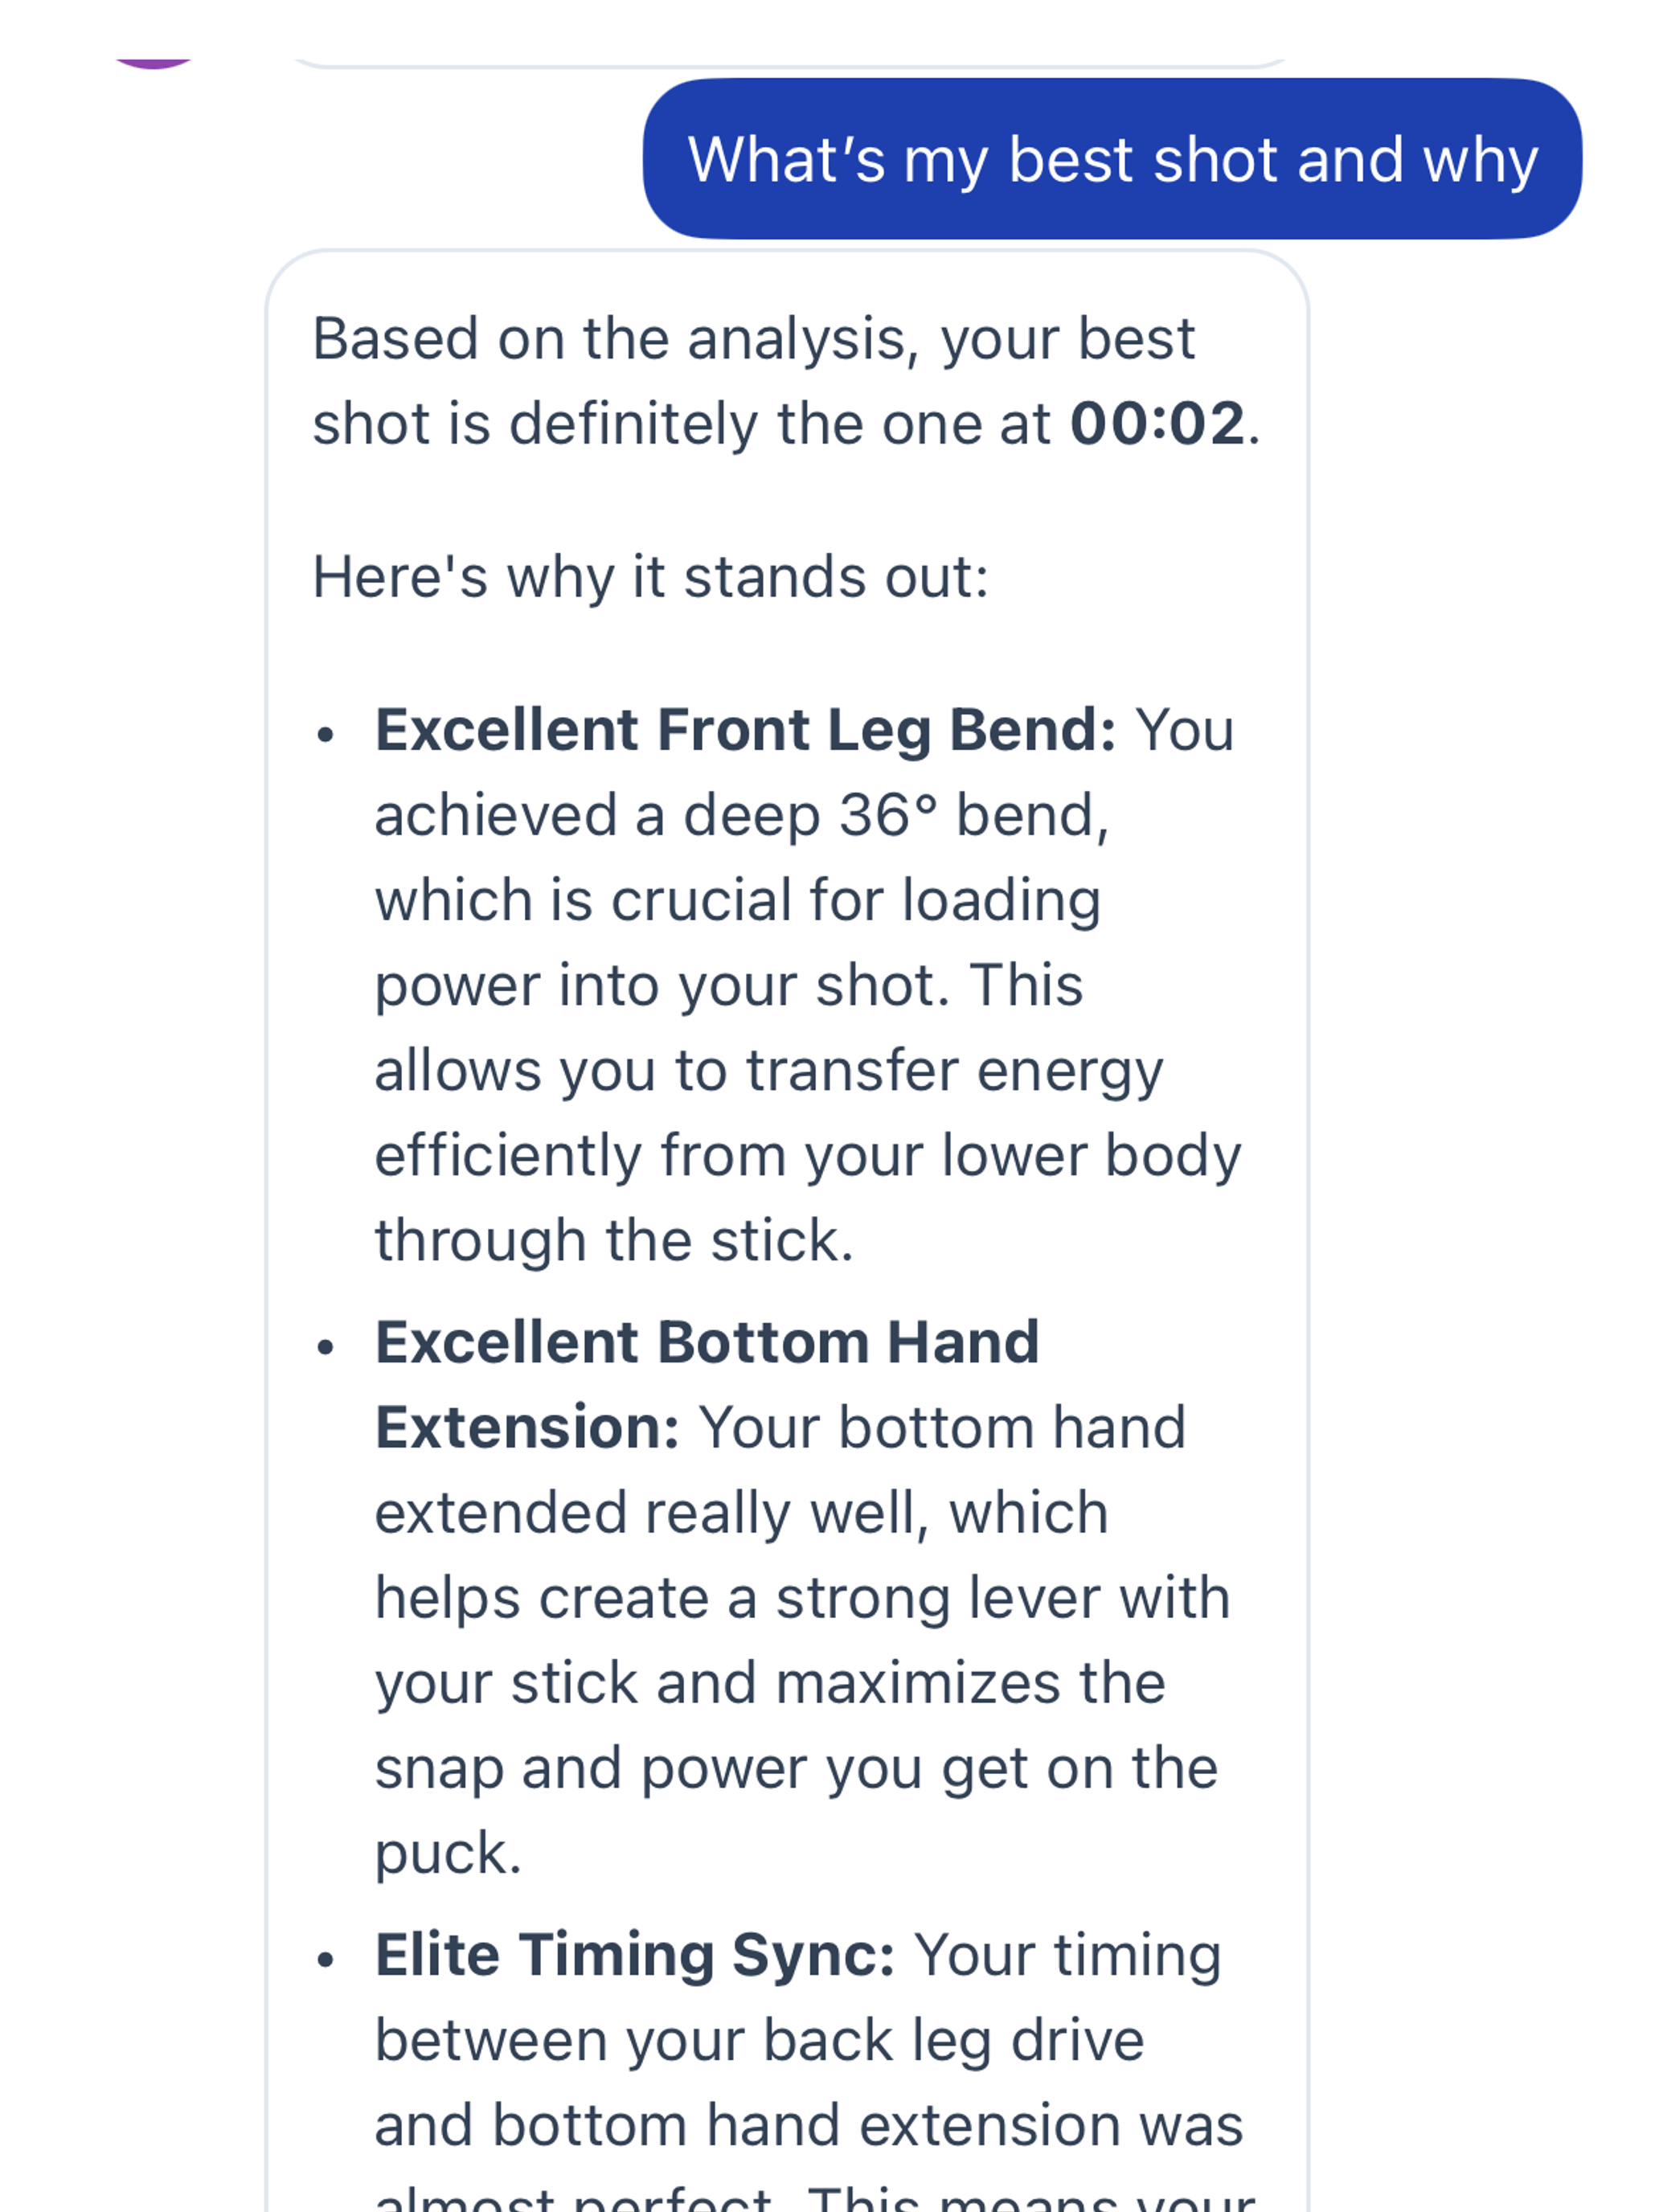 What’s my best shot and why
Based on the analysis, your best
shot is definitely the one at 00:02.
Here's why it stands out:
• Excellent Front Leg Bend: You
achieved a deep 36° bend,
which is crucial for loading
power into your shot. This
allows you to transfer energy
efficiently from your lower body
through the stick.
• Excellent Bottom Hand
Extension: Your bottom hand
extended really well, which
helps create a strong lever with
your stick and maximizes the
snap and power you get on the
puck.
• Elite Timing Sync: Your timing
between your back leg drive
and bottom hand extension was
almost perfect. This means your